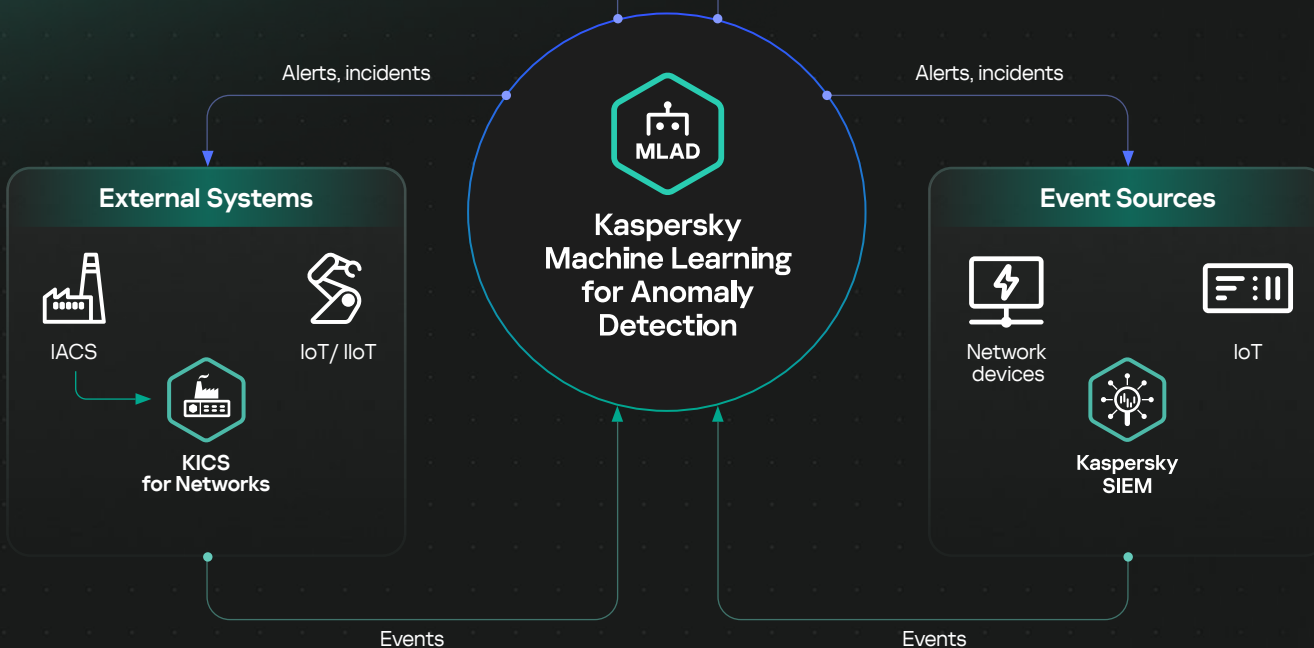 Alerts, incidents
Alerts, incidents
MLAD
Kaspersky
Machine Learning
for Anomaly
Detection
External Systems
IACS
IoT/ IIoT
KICS
for Networks
Event Sources
Network
devices
IoT
Kaspersky
SIEM
Events
Events